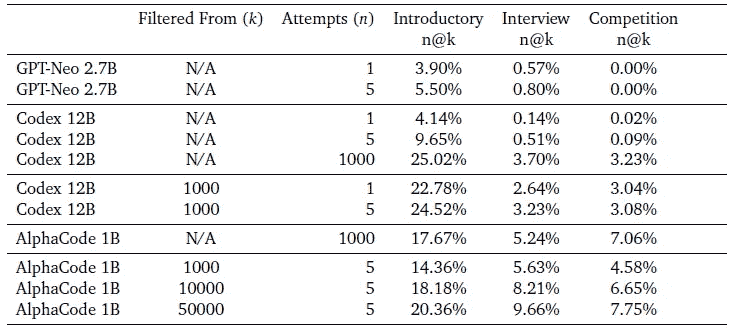 Filtered From (k) Attempts (n) Introductory Interview Competition
n@k n@k n@k
GPT-Neo 2.7B N/A 1 3.90% 0.57% 0.00%
GPT-Neo 2.7B N/A 5 5.50% 0.80% 0.00%
Codex 12B N/A 1 4.14% 0.14% 0.02%
Codex 12B N/A 5 9.65% 0.51% 0.09%
Codex 12B N/A 1000 25.02% 3.70% 3.23%
Codex 12B 1000 1 22.78% 2.64% 3.04%
Codex 12B 1000 5 24.52% 3.23% 3.08%
AlphaCode 1B N/A 1000 17.67% 5.24% 7.06%
AlphaCode 1B 1000 5 14.36% 5.63% 4.58%
AlphaCode 1B 10000 5 18.18% 8.21% 6.65%
AlphaCode 1B 50000 5 20.36% 9.66% 7.75%